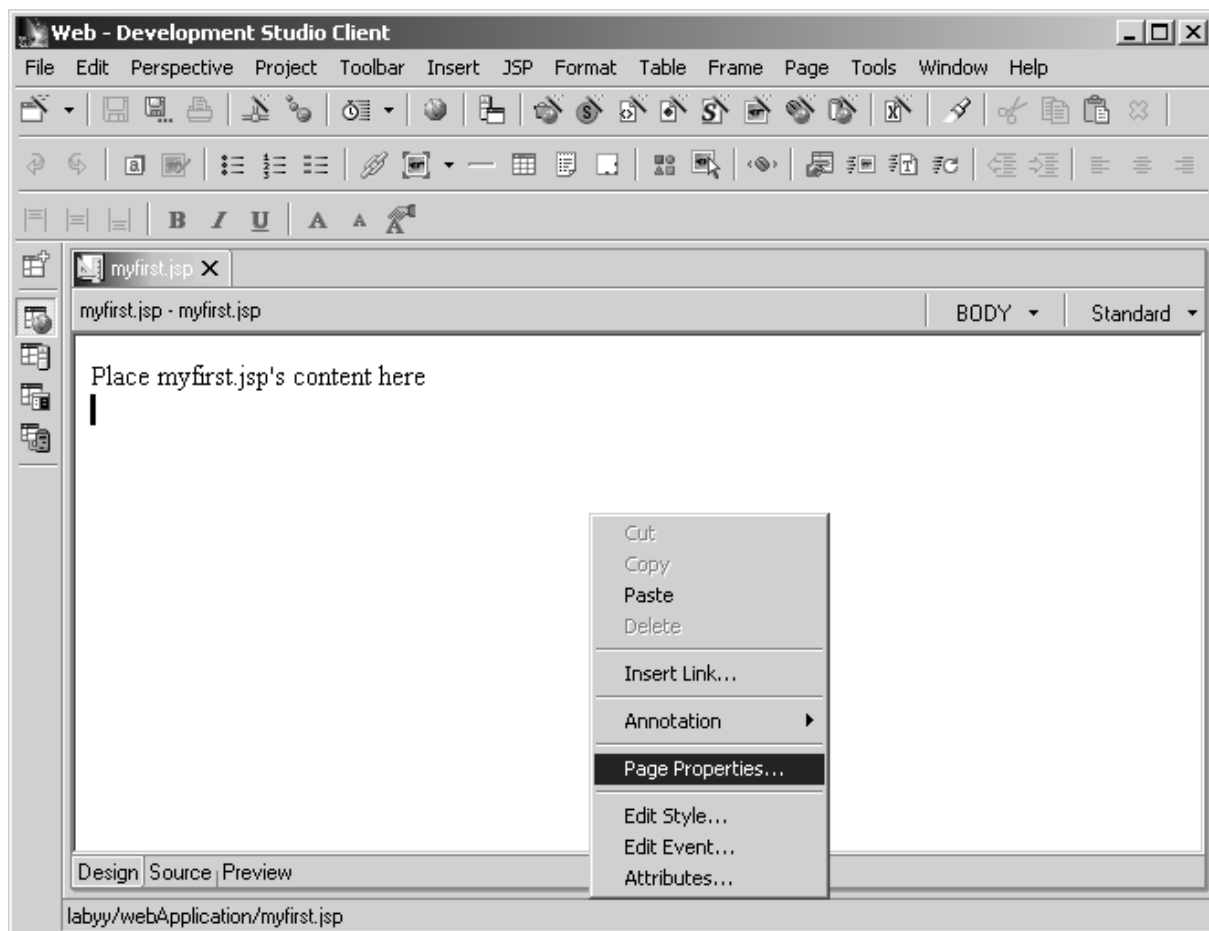 Web - Development Studio Client
File Edit Perspective Project Toolbar Insert JSP Format Table Frame Page Tools Window Help
B I U A A
myfirst.jsp
myfirst.jsp - myfirst.jsp BODY Standard
Place myfirst.jsp's content here
Cut
Copy
Paste
Delete
Insert Link...
Annotation
Page Properties...
Edit Style...
Edit Event...
Attributes...
Design Source Preview
labyy/webApplication/myfirst.jsp